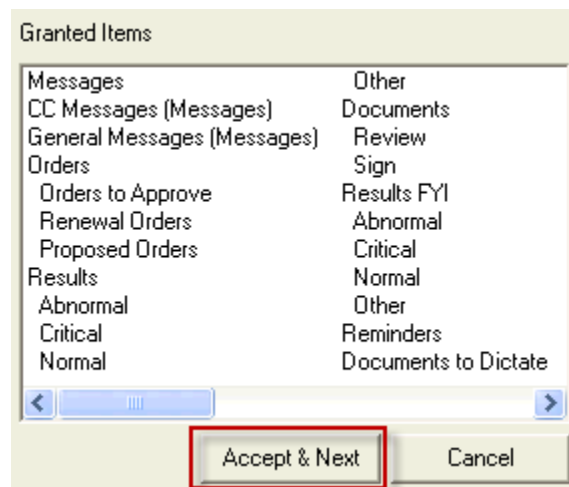 Granted Items
Messages
CC Messages (Messages)
General Messages (Messages)
Orders
Orders to Approve
Renewal Orders
Proposed Orders
Results
Abnormal
Critical
Normal
Other
Documents
Review
Sign
Results FYI
Abnormal
Critical
Normal
Other
Reminders
Documents to Dictate
Accept & Next
Cancel